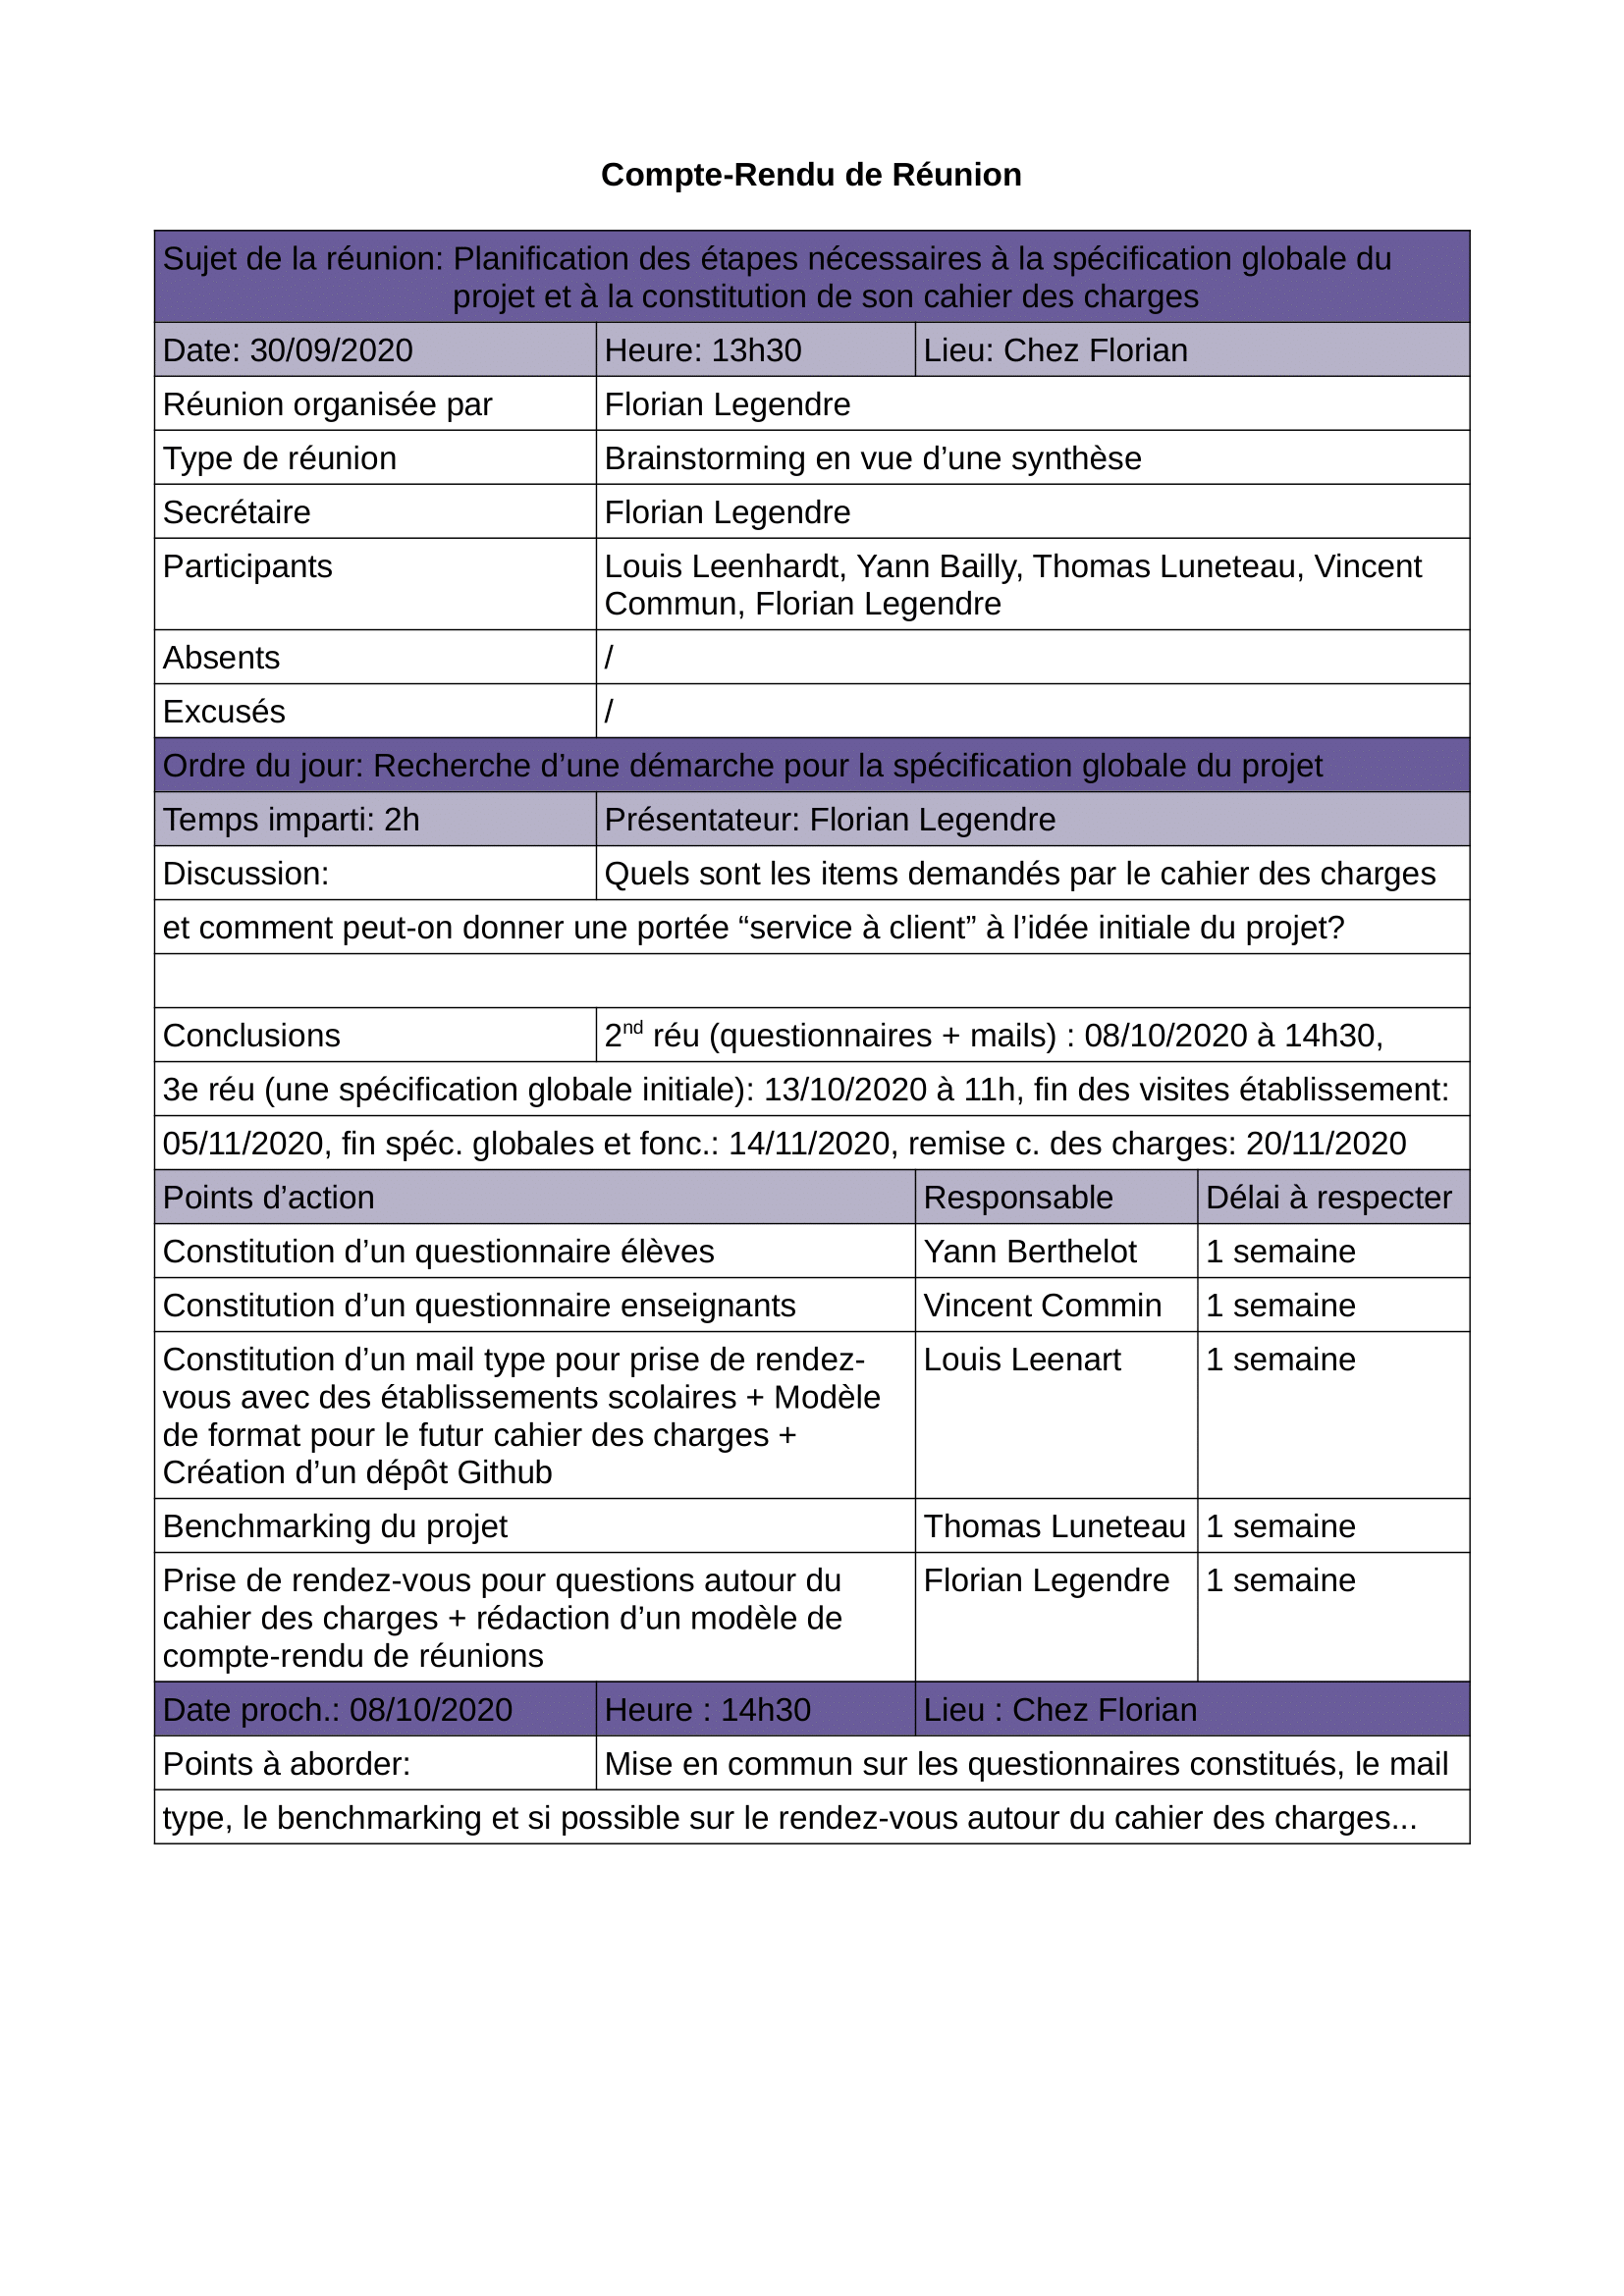 Compte-Rendu de Réunion
Sujet de la réunion: Planification des étapes nécessaires à la spécification globale du
projet et à la constitution de son cahier des charges
Date: 30/09/2020 Heure: 13h30 Lieu: Chez Florian
Réunion organisée par Florian Legendre
Type de réunion Brainstorming en vue d’une synthèse
Secrétaire Florian Legendre
Participants Louis Leenhardt, Yann Bailly, Thomas Luneteau, Vincent
Commun, Florian Legendre
Absents /
Excusés /
Ordre du jour: Recherche d’une démarche pour la spécification globale du projet
Temps imparti: 2h Présentateur: Florian Legendre
Discussion: Quels sont les items demandés par le cahier des charges
et comment peut-on donner une portée “service à client” à l’idée initiale du projet?
Conclusions 2nd réu (questionnaires + mails) : 08/10/2020 à 14h30,
3e réu (une spécification globale initiale): 13/10/2020 à 11h, fin des visites établissement:
05/11/2020, fin spéc. globales et fonc.: 14/11/2020, remise c. des charges: 20/11/2020
Points d’action Responsable Délai à respecter
Constitution d’un questionnaire élèves Yann Berthelot 1 semaine
Constitution d’un questionnaire enseignants Vincent Commin 1 semaine
Constitution d’un mail type pour prise de rendez- Louis Leenart 1 semaine
vous avec des établissements scolaires + Modèle
de format pour le futur cahier des charges +
Création d’un dépôt Github
Benchmarking du projet Thomas Luneteau 1 semaine
Prise de rendez-vous pour questions autour du Florian Legendre 1 semaine
cahier des charges + rédaction d’un modèle de
compte-rendu de réunions
Date proch.: 08/10/2020 Heure : 14h30 Lieu : Chez Florian
Points à aborder: Mise en commun sur les questionnaires constitués, le mail
type, le benchmarking et si possible sur le rendez-vous autour du cahier des charges...